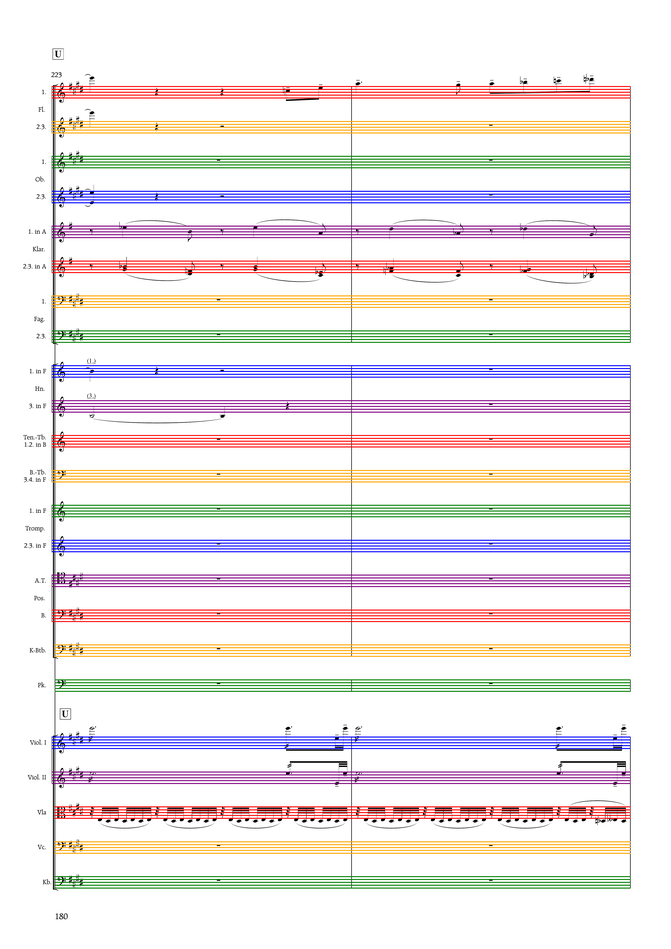 U
223
1.
Fl.
2.3.
1.
Ob.
2.3.
1. in A
Klar.
2.3. in A
1.
Fag.
2.3.
(1.)
1. in F
Hn.
(3.)
3. in F
Ten.-Tb.
1.2. in B
B.-Tb.
3.4. in F
1. in F
Tromp.
2.3. in F
A.T.
Pos.
B.
K-Btb.
Pk.
U
Viol. I
Viol. II
Vla
Vc.
Kb.
180